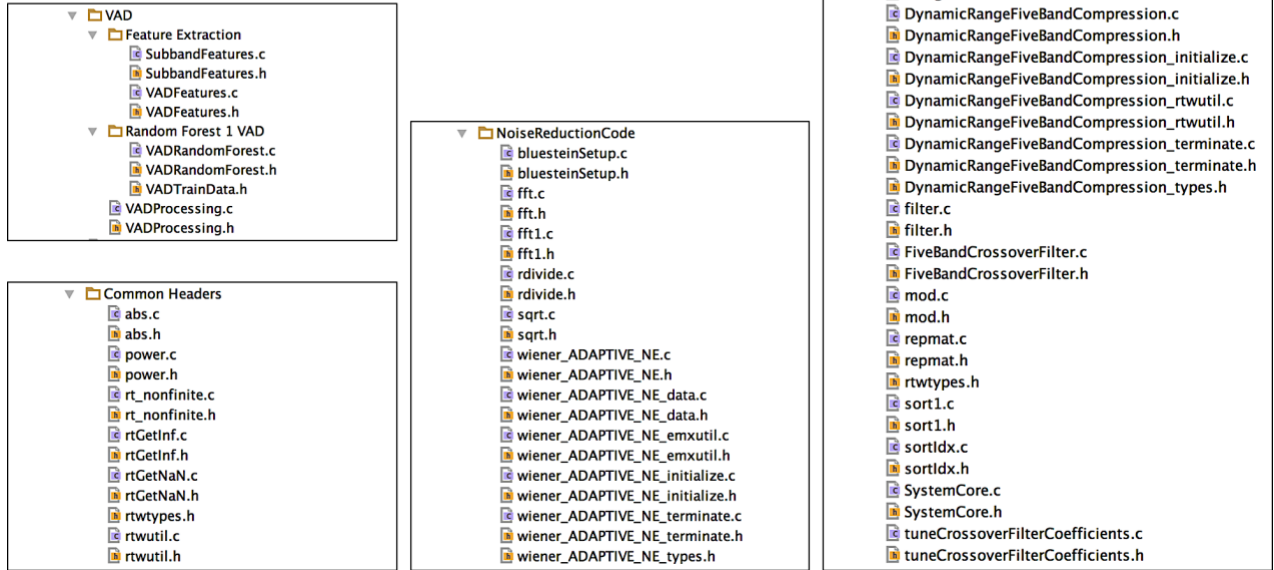 VAD
Feature Extraction
SubbandFeatures.c
SubbandFeatures.h
VADFeatures.c
VADFeatures.h
Random Forest 1 VAD
VADRandomForest.c
VADRandomForest.h
VADTrainData.h
VADProcessing.c
VADProcessing.h
Common Headers
abs.c
abs.h
power.c
power.h
rt_nonfinite.c
rt_nonfinite.h
rtGetInf.c
rtGetInf.h
rtGetNaN.c
rtGetNaN.h
rtwtypes.h
rtwutil.c
rtwutil.h
NoiseReductionCode
bluesteinSetup.c
bluesteinSetup.h
fft.c
fft.h
fft1.c
fft1.h
rdivide.c
rdivide.h
sqrt.c
sqrt.h
wiener_ADAPTIVE_NE.c
wiener_ADAPTIVE_NE.h
wiener_ADAPTIVE_NE_data.c
wiener_ADAPTIVE_NE_data.h
wiener_ADAPTIVE_NE_emxutil.c
wiener_ADAPTIVE_NE_emxutil.h
wiener_ADAPTIVE_NE_initialize.c
wiener_ADAPTIVE_NE_initialize.h
wiener_ADAPTIVE_NE_terminate.c
wiener_ADAPTIVE_NE_terminate.h
wiener_ADAPTIVE_NE_types.h
DynamicRangeFiveBandCompression.c
DynamicRangeFiveBandCompression.h
DynamicRangeFiveBandCompression_initialize.c
DynamicRangeFiveBandCompression_initialize.h
DynamicRangeFiveBandCompression_rtwutil.c
DynamicRangeFiveBandCompression_rtwutil.h
DynamicRangeFiveBandCompression_terminate.c
DynamicRangeFiveBandCompression_terminate.h
DynamicRangeFiveBandCompression_types.h
filter.c
filter.h
FiveBandCrossoverFilter.c
FiveBandCrossoverFilter.h
mod.c
mod.h
repmat.c
repmat.h
rtwtypes.h
sort1.c
sort1.h
sortIdx.c
sortIdx.h
SystemCore.c
SystemCore.h
tuneCrossoverFilterCoefficients.c
tuneCrossoverFilterCoefficients.h